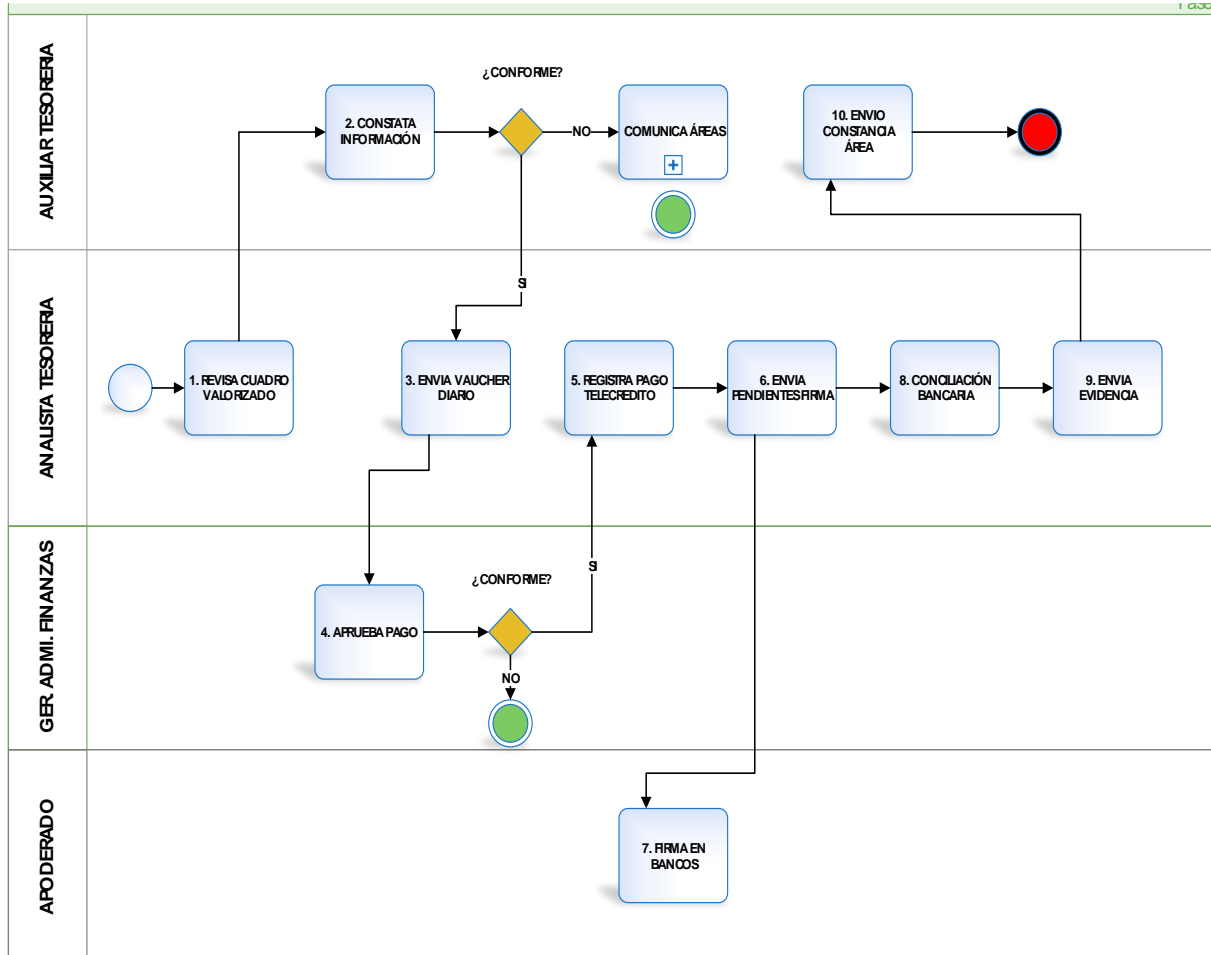 Fase
AUXILIAR TESORERIA
¿CONFORME?
2. CONSTATA
INFORMACIÓN
NO
COMUNICA ÁREAS
10. ENVIO
CONSTANCIA
ÁREA
SI
ANALISTA TESORERIA
1. REVISA CUADRO
VALORIZADO
3. ENVIA VAUCHER
DIARIO
5. REGISTRA PAGO
TELECREDITO
6. ENVIA
PENDIENTES FIRMA
8. CONCILIACIÓN
BANCARIA
9. ENVIA
EVIDENCIA
GER. ADMI. FINANZAS
¿CONFORME?
SI
4. APRUEBA PAGO
NO
APODERADO
7. FIRMA EN
BANCOS